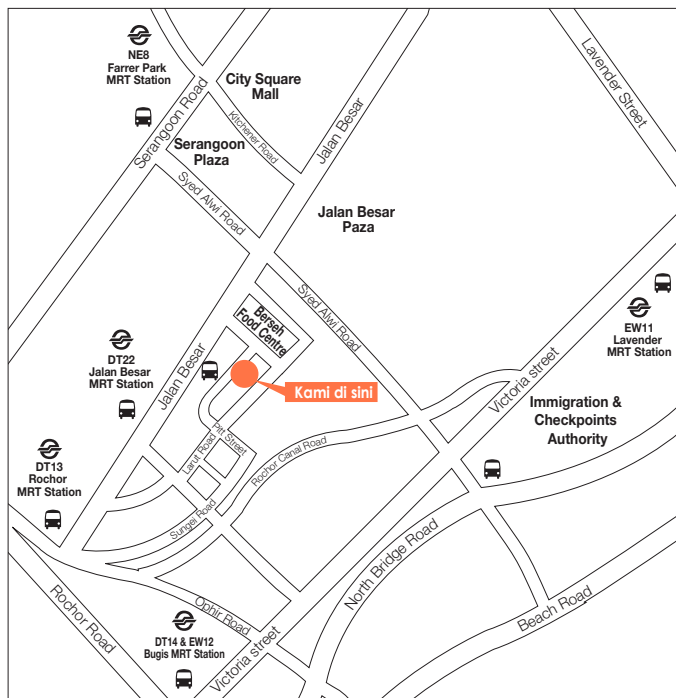 NE8
Farrer Park
MRT Station
City Square
Mall
Lavender Street
Serangoon Road
Kitchener Road
Jalan Besar
Serangoon
Plaza
Syed Alwi Road
Jalan Besar
Paza
Syed Alwi Road
Berseh
Food Centre
EW11
Lavender
MRT Station
DT22
Jalan Besar
MRT Station
Jalan Besar
Kami di sini
Victoria street
Immigration &
Checkpoints
Authority
Pitt Street
Larut Road
Rochor Canal Road
DT13
Rochor
MRT Station
Sungei Road
North Bridge Road
Beach Road
Rochor Road
Ophir Road
DT14 & EW12
Bugis MRT Station
Victoria street